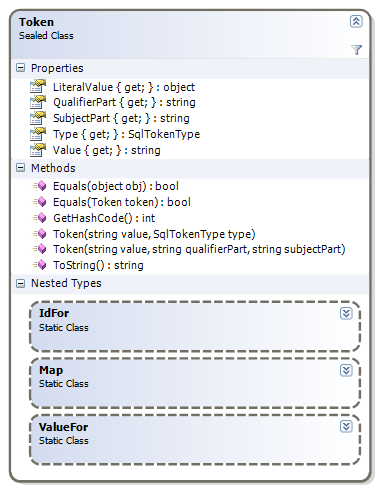 Token
Sealed Class
Properties
LiteralValue { get; } : object
QualifierPart { get; } : string
SubjectPart { get; } : string
Type { get; } : SqlTokenType
Value { get; } : string
Methods
Equals(object obj) : bool
Equals(Token token) : bool
GetHashCode() : int
Token(string value, SqlTokenType type)
Token(string value, string qualifierPart, string subjectPart)
ToString() : string
Nested Types
IdFor
Static Class
Map
Static Class
ValueFor
Static Class